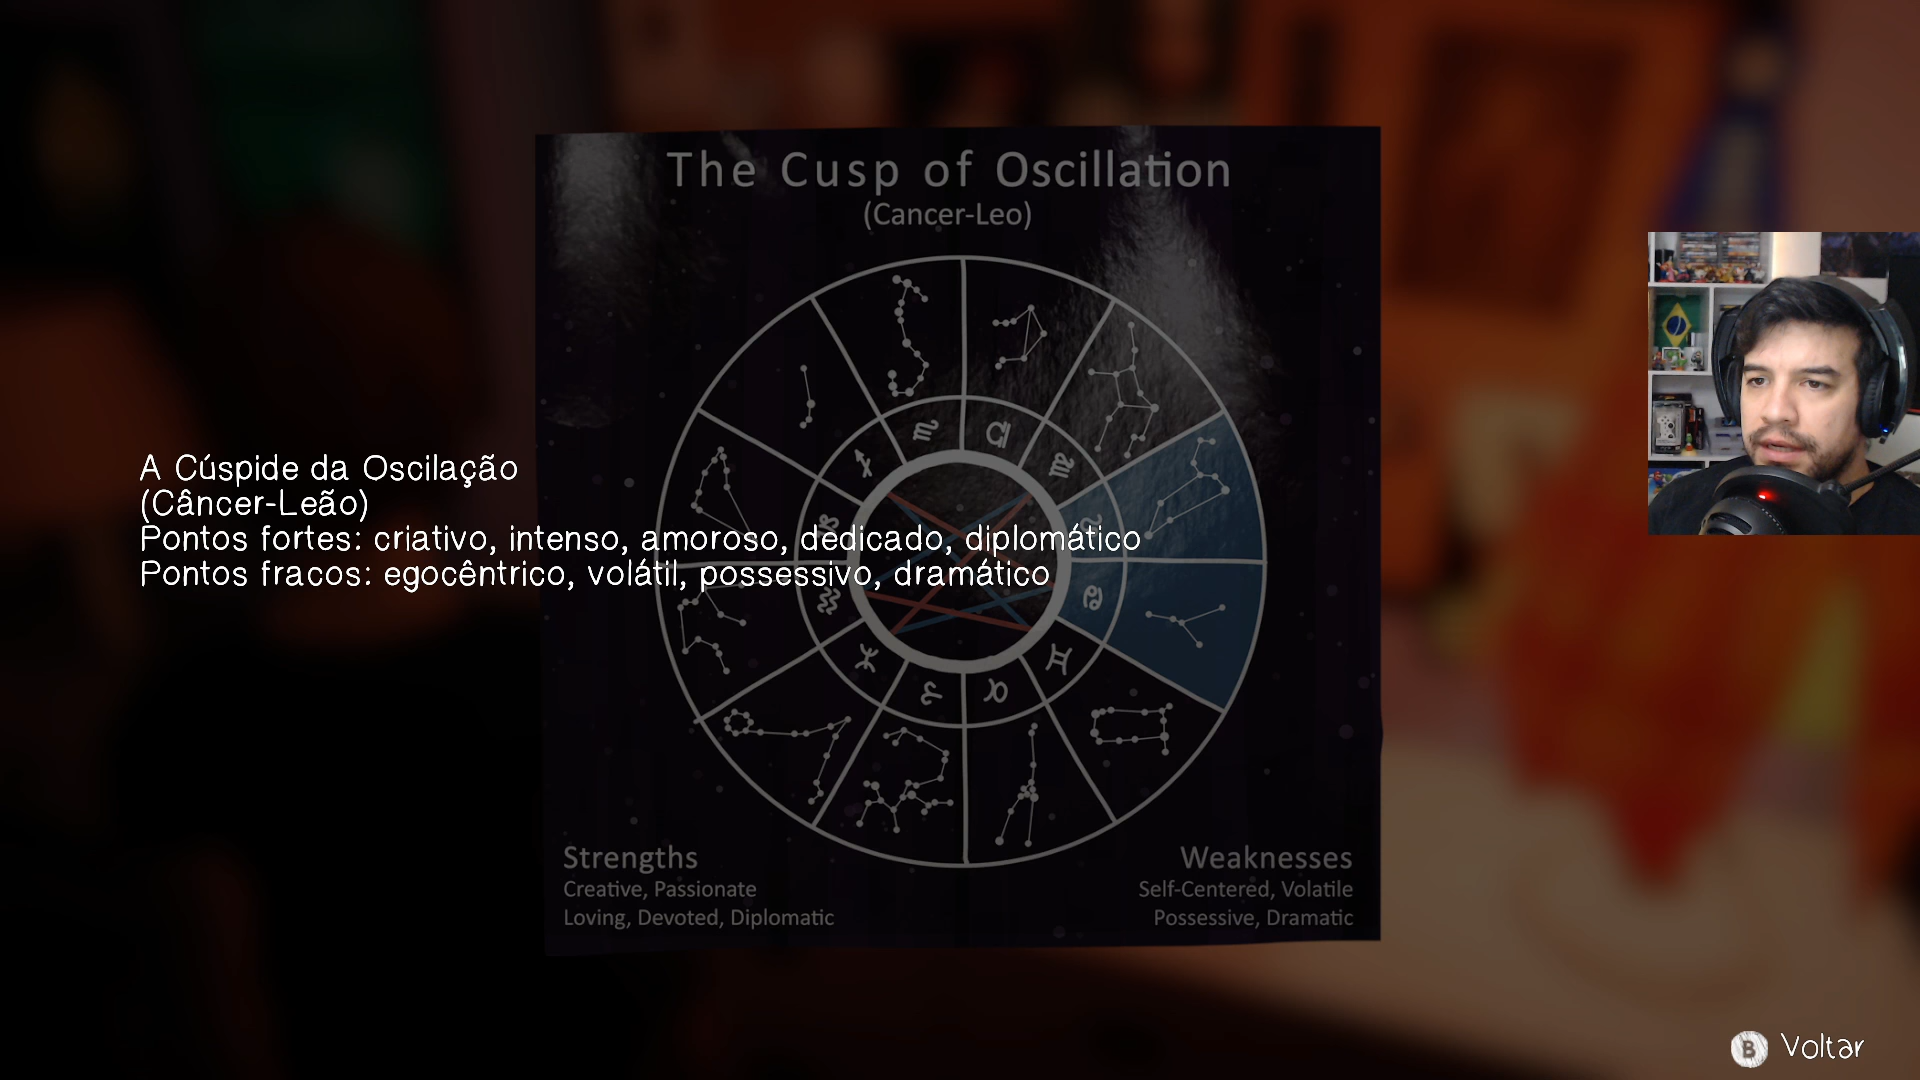 The Cusp of Oscillation
(Cancer-Leo)
A Cúspide da Oscilação
(Câncer-Leão)
Pontos fortes: criativo, intenso, amoroso, dedicado, diplomático
Pontos fracos: egocêntrico, volátil, possessivo, dramático
Strengths
Creative, Passionate
Loving, Devoted, Diplomatic
Weaknesses
Self-Centered, Volatile
Possessive, Dramatic
B Voltar